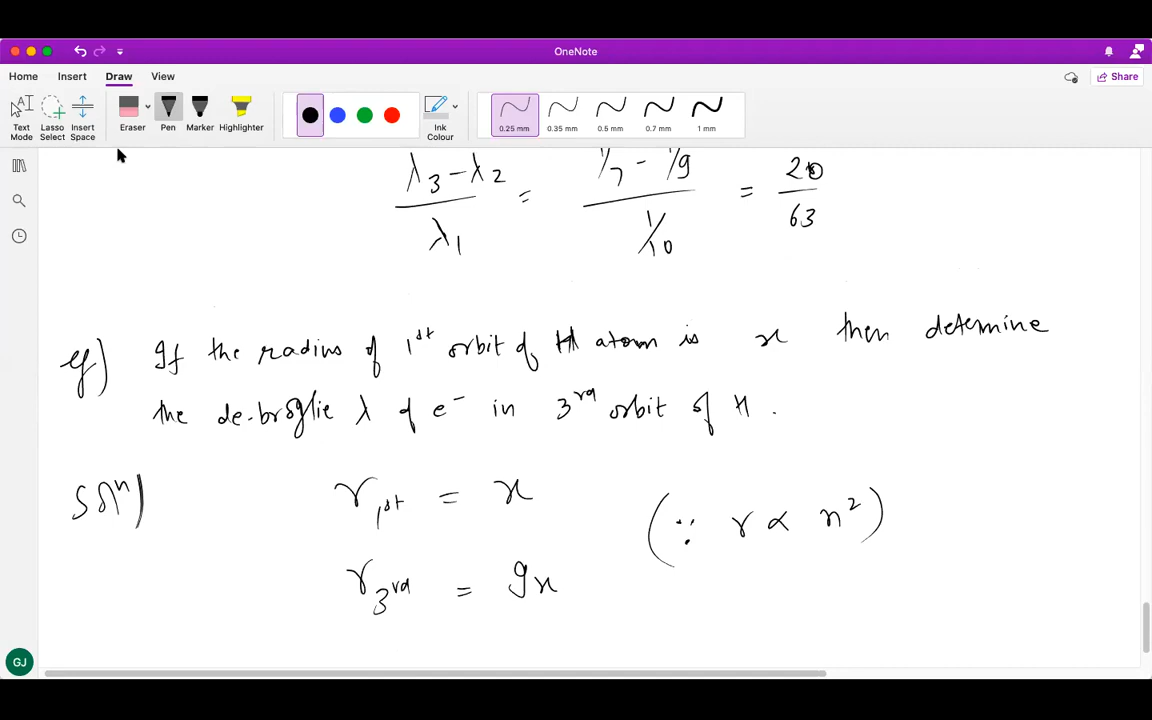 OneNote
Home Insert Draw View
Share
Text Mode
Lasso Select
Insert Space
Eraser
Pen
Marker
Highlighter
Ink Colour
0.25 mm 0.35 mm 0.5 mm 0.7 mm 1 mm
λ3 - λ2 / λ1 = 1/7 - 1/9 / 1/10 = 20/63
eg) If the radius of 1st orbit of H atom is x then determine
the de-broglie λ of e⁻ in 3rd orbit of H.
Solⁿ) r1st = x
(∵ r ∝ n²)
r3rd = 9x
GJ